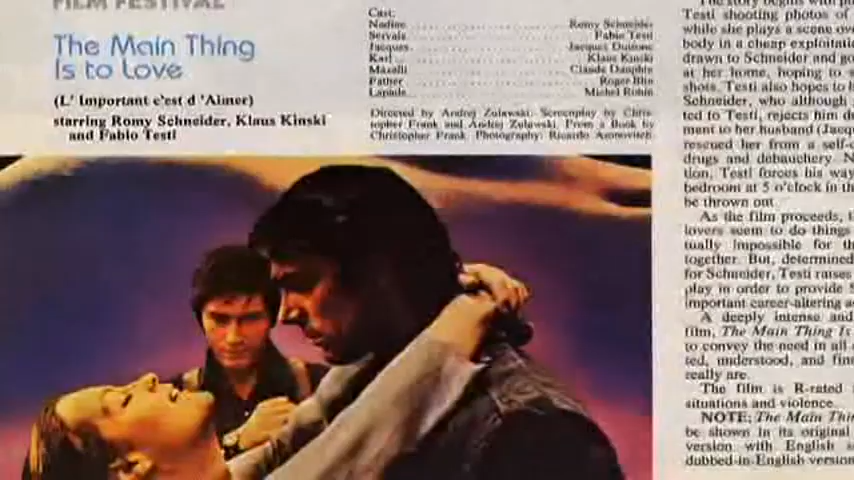 FILM FESTIVAL
The Main Thing
Is to Love
(L' Important c'est d 'Aimer)
starring Romy Schneider, Klaus Kinski
and Fabio Testi
Cast:
Nadine Romy Schneider
Servais Fabio Testi
Jacques Jacques Dutronc
Karl Klaus Kinski
Mazelli Claude Dauphin
Father Roger Blin
Lapade Michel Robin
Directed by Andrej Zulawski. Screenplay by Chris-
topher Frank and Andrej Zulawski. From a Book by
Christopher Frank. Photography: Ricardo Aronovitch.
The story begins with
Testi shooting photos of
while she plays a scene ove
body in a cheap exploitati
drawn to Schneider and go
at her home, hoping to s
shots. Testi also hopes to
Schneider, who although
ted to Testi, rejects him d
ment to her husband (Jacq
rescued her from a self-
drugs and debauchery. N
tion, Testi forces his way
bedroom at 5 o'clock in th
be thrown out.
As the film proceeds,
lovers seem to do things
tually impossible for th
together. But, determined
for Schneider, Testi raises
play in order to provide S
important career-altering
A deeply intense and
film, The Main Thing Is
to convey the need in all
ted, understood, and fin
really are.
The film is R-rated
situations and violence.
NOTE: The Main Thin
be shown in its original
version with English
dubbed-in-English version